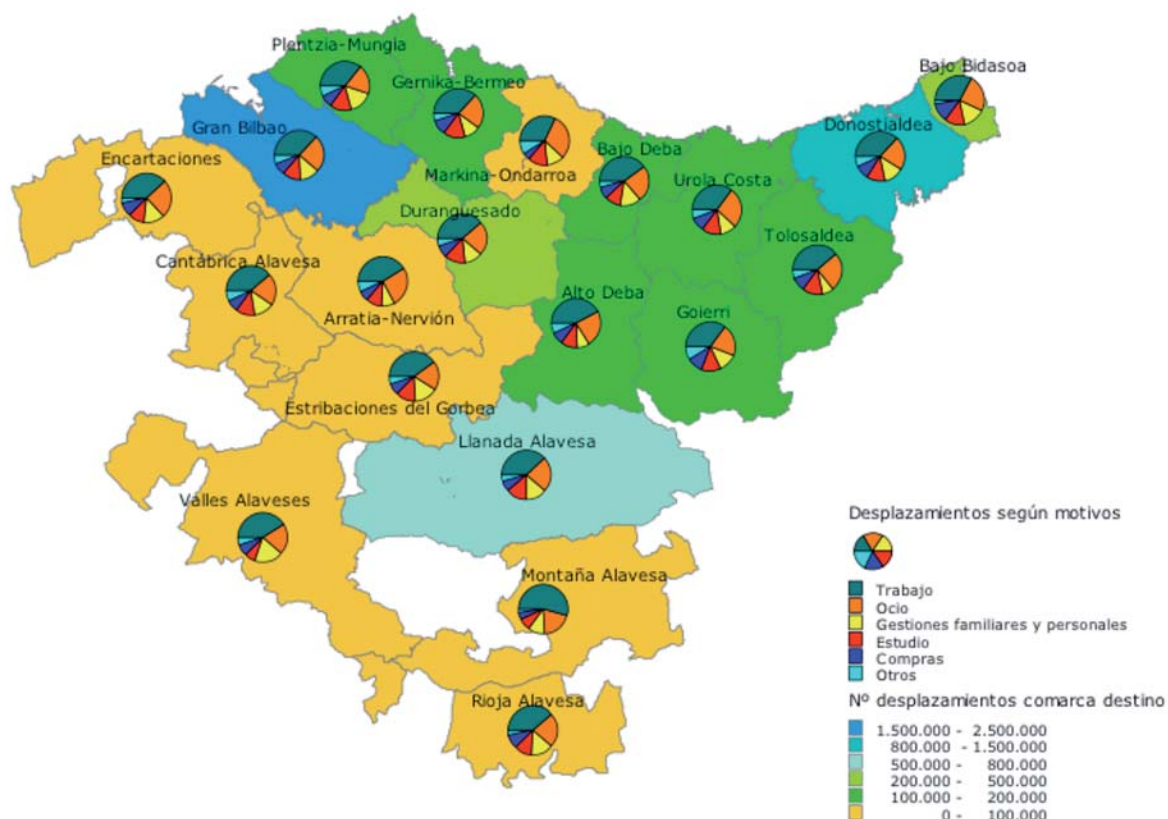 Plentzia-Mungia
Bajo Bidasoa
Gernika-Bermeo
Gran Bilbao
Donostialdea
Encartaciones
Bajo Deba
Markina-Ondarroa
Urola Costa
Duranguesado
Tolosaldea
Cantábrica Alavesa
Alto Deba
Arratia-Nervión
Goierri
Estribaciones del Gorbea
Llanada Alavesa
Valles Alaveses
Montaña Alavesa
Rioja Alavesa
Desplazamientos según motivos
Trabajo
Ocio
Gestiones familiares y personales
Estudio
Compras
Otros
Nº desplazamientos comarca destino
1.500.000 - 2.500.000
800.000 - 1.500.000
500.000 - 800.000
200.000 - 500.000
100.000 - 200.000
0 - 100.000